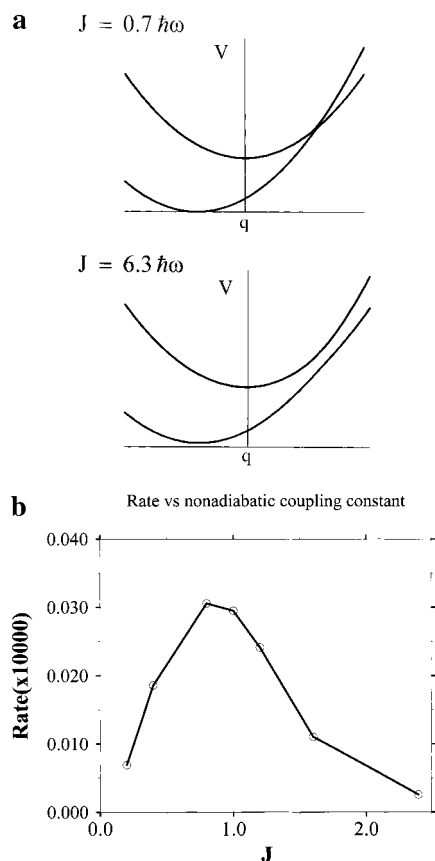 a
J = 0.7 ħω
V
q
J = 6.3 ħω
V
q
b
Rate vs nonadiabatic coupling constant
Rate(x10000)
0.040
0.030
0.020
0.010
0.000
0.0
1.0
2.0
J